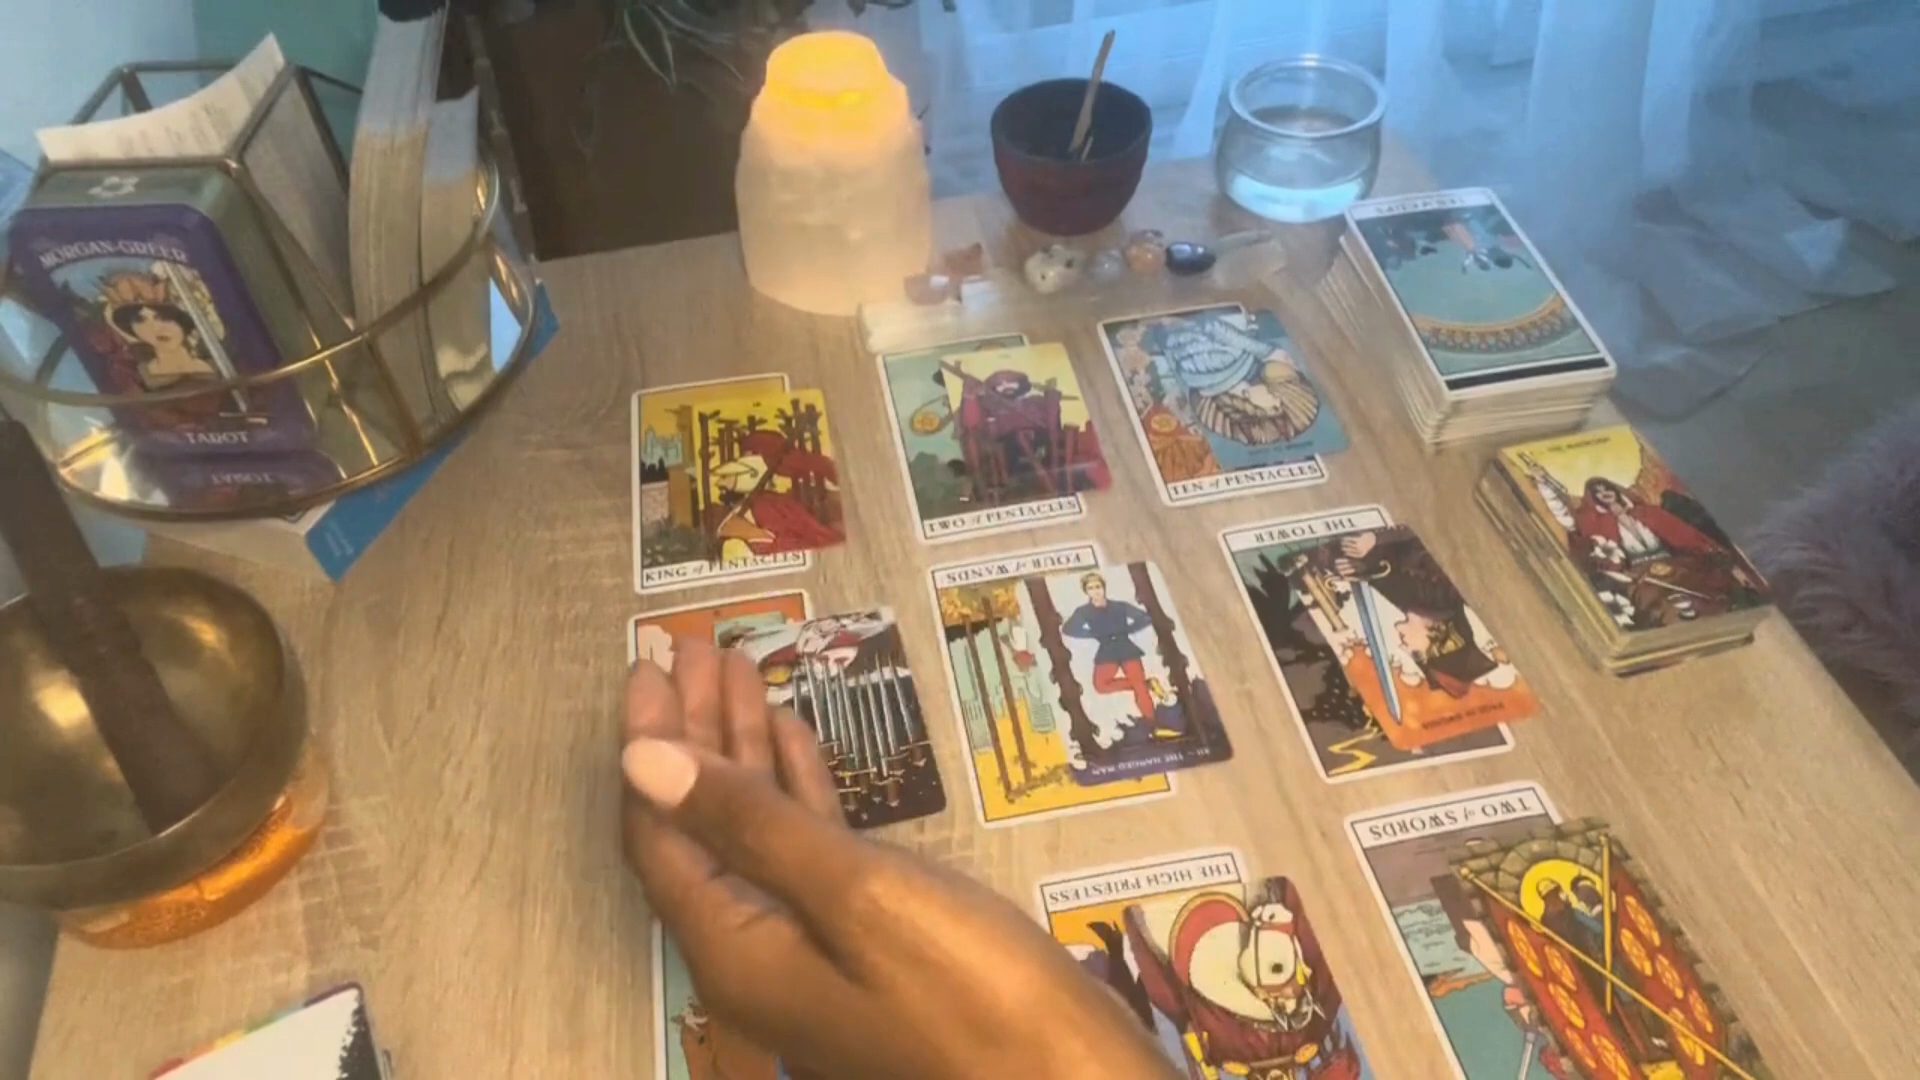 MORGAN-GREER
TAROT
KING of PENTACLES
TWO of PENTACLES
TEN of PENTACLES
THE TOWER
FOUR of WANDS
XII ~ THE HANGED MAN
THE HIGH PRIESTESS
TWO of SWORDS
THE MAGICIAN